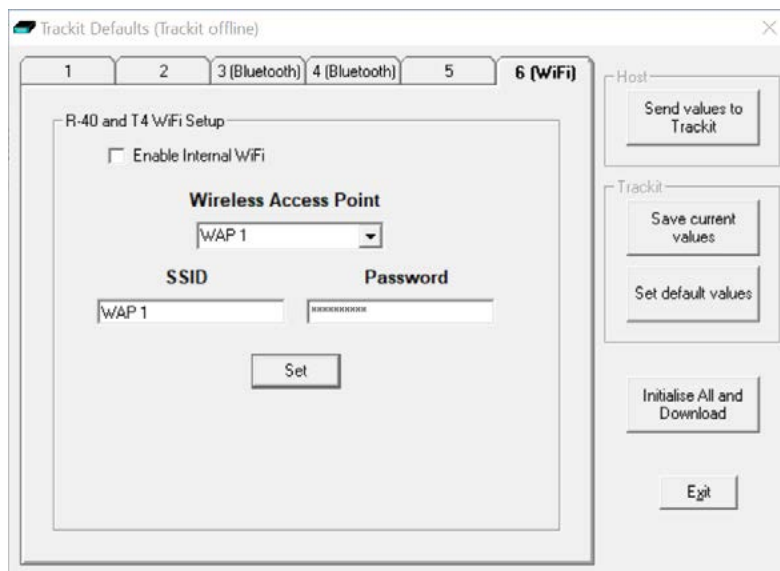 Trackit Defaults (Trackit offline)
1 2 3 (Bluetooth) 4 (Bluetooth) 5 6 (WiFi)
R-40 and T4 WiFi Setup
Enable Internal WiFi
Wireless Access Point
WAP 1
SSID Password
WAP 1 **********
Set
Host
Send values to
Trackit
Trackit
Save current
values
Set default values
Initialise All and
Download
Exit